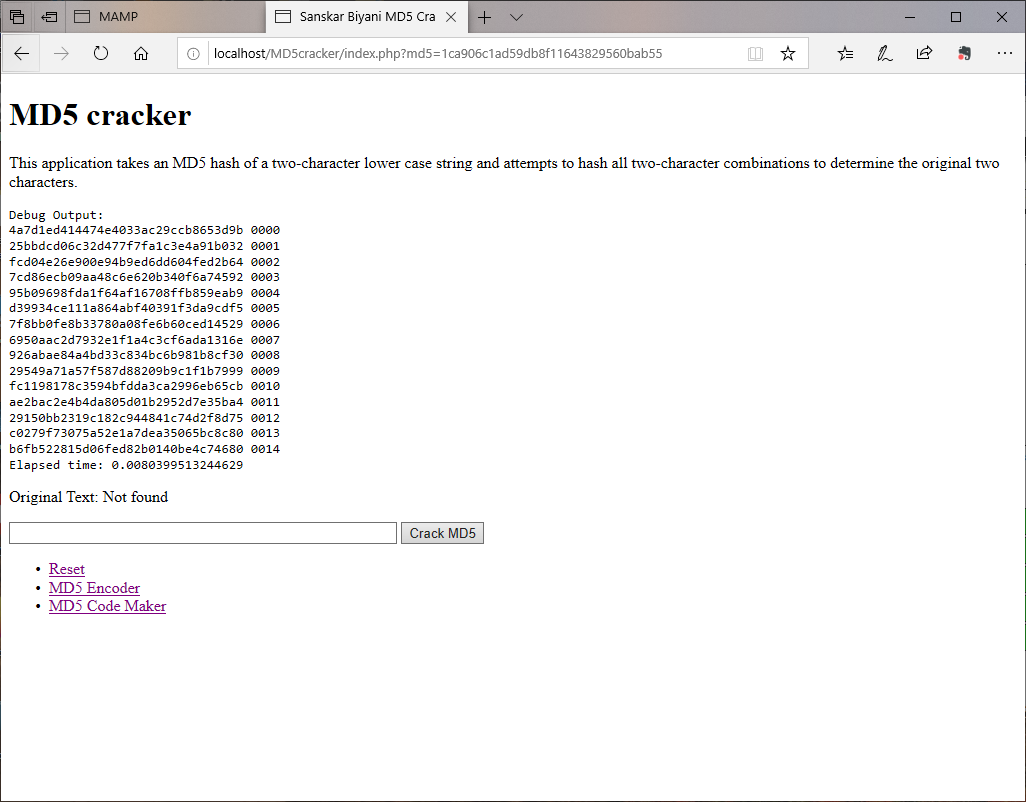 MAMP
Sanskar Biyani MD5 Cra
localhost/MD5cracker/index.php?md5=1ca906c1ad59db8f11643829560bab55
MD5 cracker
This application takes an MD5 hash of a two-character lower case string and attempts to hash all two-character combinations to determine the original two
characters.
Debug Output:
4a7d1ed414474e4033ac29ccb8653d9b 0000
25bbdcd06c32d477f7fa1c3e4a91b032 0001
fcd04e26e900e94b9ed6dd604fed2b64 0002
7cd86ecb09aa48c6e620b340f6a74592 0003
95b09698fda1f64af16708ffb859eab9 0004
d39934ce111a864abf40391f3da9cdf5 0005
7f8bb0fe8b33780a08fe6b60ced14529 0006
6950aac2d7932e1f1a4c3cf6ada1316e 0007
926abae84a4bd33c834bc6b981b8cf30 0008
29549a71a57f587d88209b9c1f1b7999 0009
fc1198178c3594bfdda3ca2996eb65cb 0010
ae2bac2e4b4da805d01b2952d7e35ba4 0011
29150bb2319c182c944841c74d2f8d75 0012
c0279f73075a52e1a7dea35065bc8c80 0013
b6fb522815d06fed82b0140be4c74680 0014
Elapsed time: 0.0080399513244629
Original Text: Not found
Crack MD5
• Reset
• MD5 Encoder
• MD5 Code Maker